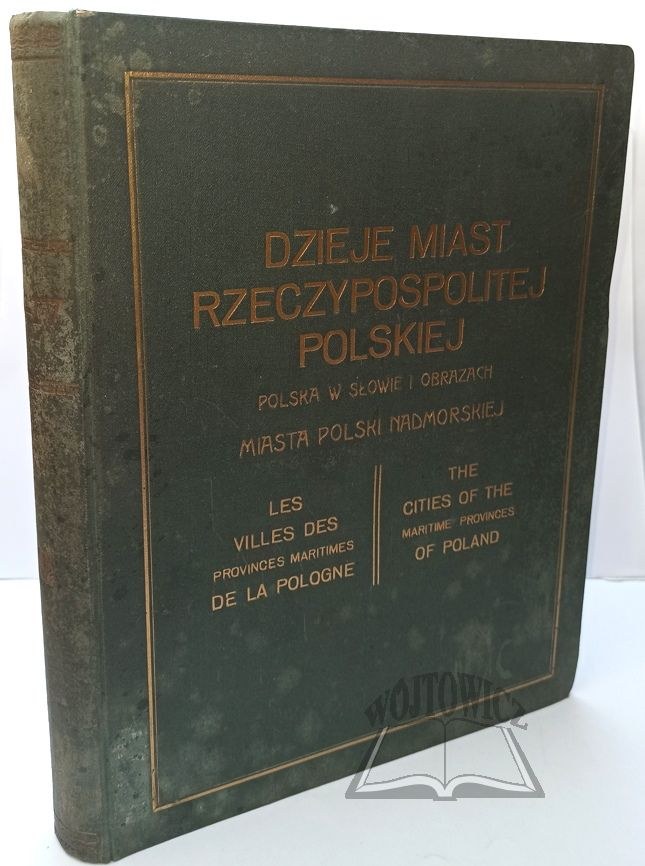 DZIEJE MIAST
RZECZYPOSPOLITEJ
POLSKIEJ
POLSKA W SŁOWIE I OBRAZACH
MIASTA POLSKI NADMORSKIEJ
LES
VILLES DES
PROVINCES MARITIMES
DE LA POLOGNE
THE
CITIES OF THE
MARITIME PROVINCES
OF POLAND
WÓJTOWICZ